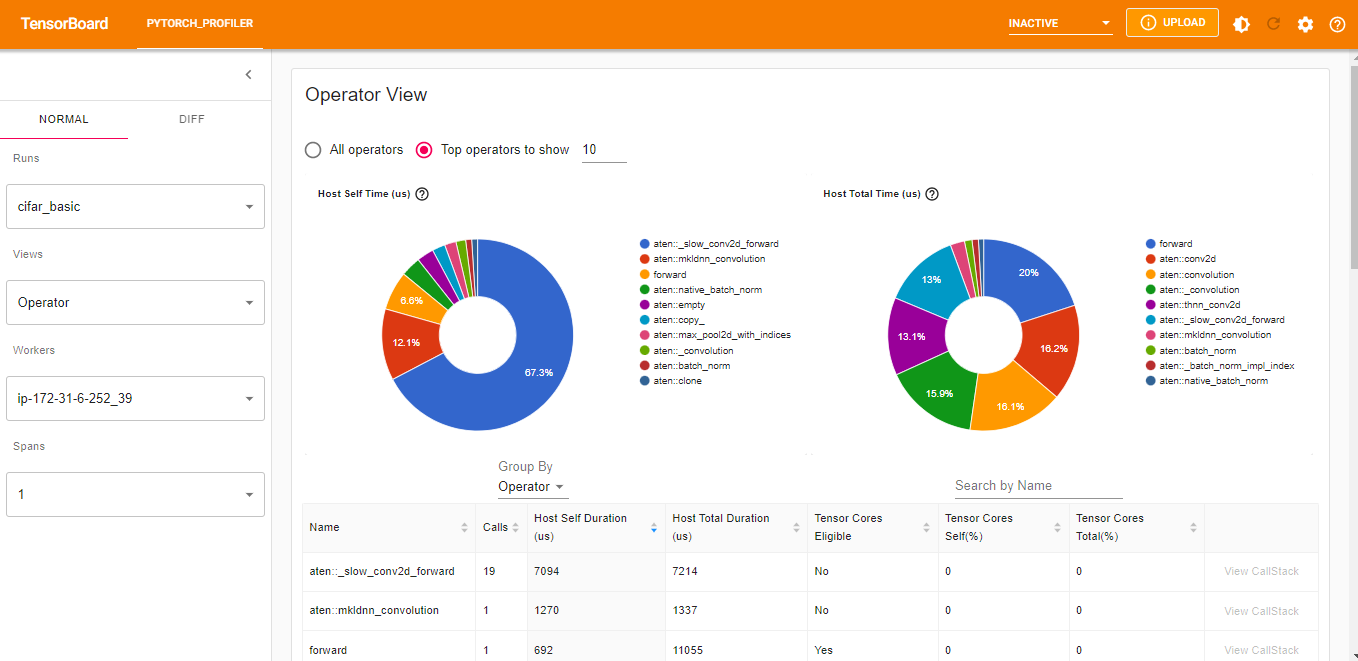 TensorBoard
PYTORCH_PROFILER
INACTIVE
UPLOAD
NORMAL
DIFF
Runs
cifar_basic
Views
Operator
Workers
ip-172-31-6-252_39
Spans
1
Operator View
All operators
Top operators to show
10
Host Self Time (us)
67.3%
12.1%
6.6%
aten::_slow_conv2d_forward
aten::mkldnn_convolution
forward
aten::native_batch_norm
aten::empty
aten::copy_
aten::max_pool2d_with_indices
aten::_convolution
aten::batch_norm
aten::clone
Host Total Time (us)
20%
16.2%
16.1%
15.9%
13.1%
13%
forward
aten::conv2d
aten::convolution
aten::_convolution
aten::thnn_conv2d
aten::_slow_conv2d_forward
aten::mkldnn_convolution
aten::batch_norm
aten::_batch_norm_impl_index
aten::native_batch_norm
Group By
Operator
Search by Name
Name
Calls
Host Self Duration
(us)
Host Total Duration
(us)
Tensor Cores
Eligible
Tensor Cores
Self(%)
Tensor Cores
Total(%)
aten::_slow_conv2d_forward 19 7094 7214 No 0 0 View CallStack
aten::mkldnn_convolution 1 1270 1337 No 0 0 View CallStack
forward 1 692 11055 Yes 0 0 View CallStack